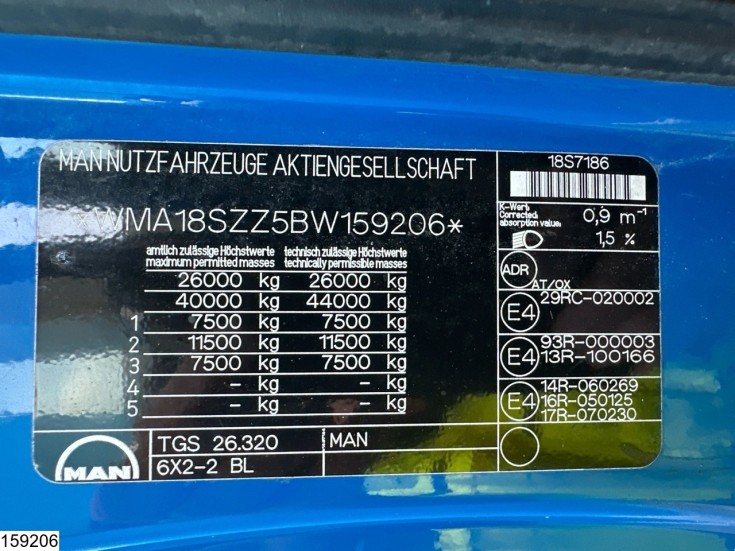 MAN NUTZFAHRZEUGE AKTIENGESELLSCHAFT
*WMA18SZZ5BW159206*
amtlich zulässige Höchstwerte technisch zulässige Höchstwerte
maximum permitted masses technically permissible masses
26000 kg 26000 kg
40000 kg 44000 kg
1 7500 kg 7500 kg
2 11500 kg 11500 kg
3 7500 kg 7500 kg
4 - kg - kg
5 - kg - kg
MAN
TGS 26.320 MAN
6X2-2 BL
18S7186
K-Wert
Corrected 0,9 m⁻¹
absorption value:
1,5 %
ADR
AT/OX
E4 29RC-020002
93R-000003
E4 13R-100166
14R-060269
E4 16R-050125
17R-070230
159206